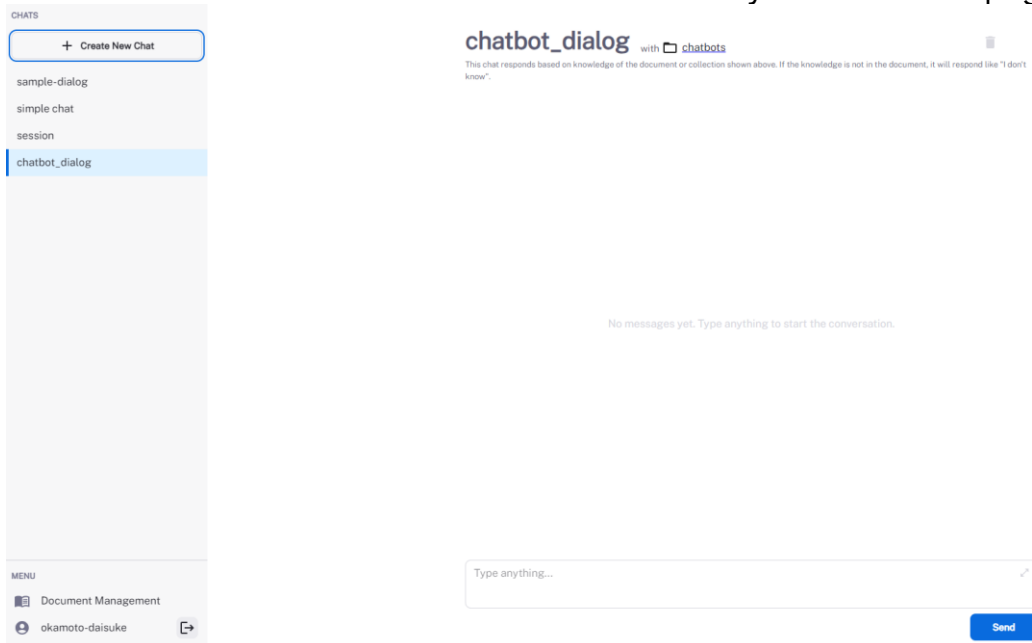 CHATS
+ Create New Chat
sample-dialog
simple chat
session
chatbot_dialog
chatbot_dialog with chatbots
This chat responds based on knowledge of the document or collection shown above. If the knowledge is not in the document, it will respond like "I don't
know".
No messages yet. Type anything to start the conversation.
Type anything...
Send
MENU
Document Management
okamoto-daisuke